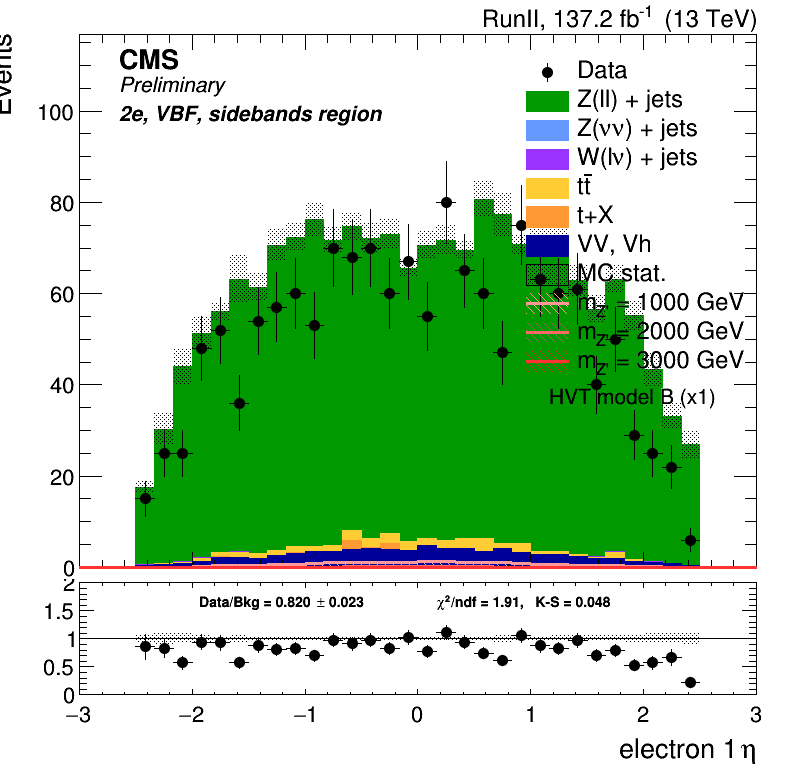 RunII, 137.2 fb⁻¹ (13 TeV)
Events
CMS
Preliminary
2e, VBF, sidebands region
Data
Z(ll) + jets
Z(νν) + jets
W(lν) + jets
tt̄
t+X
VV, Vh
MC stat.
m_Z' = 1000 GeV
m_Z' = 2000 GeV
m_Z' = 3000 GeV
HVT model B (x1)
100
80
60
40
20
0
2
1.5
1
0.5
0
Data/Bkg = 0.820 ± 0.023
χ²/ndf = 1.91, K-S = 0.048
−3 −2 −1 0 1 2 3
electron 1 η